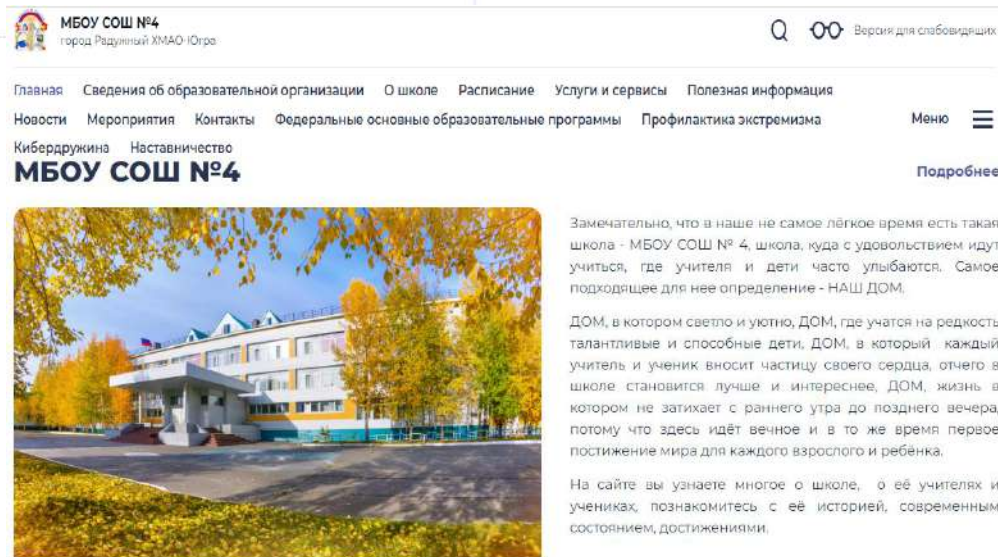 МБОУ СОШ №4
город Радужный ХМАО-Югра
Версия для слабовидящих
Главная Сведения об образовательной организации О школе Расписание Услуги и сервисы Полезная информация
Новости Мероприятия Контакты Федеральные основные образовательные программы Профилактика экстремизма Меню
Кибердружина Наставничество
МБОУ СОШ №4
Подробнее
Замечательно, что в наше не самое лёгкое время есть такая
школа - МБОУ СОШ № 4, школа, куда с удовольствием идут
учиться, где учителя и дети часто улыбаются. Самое
подходящее для нее определение - НАШ ДОМ.
ДОМ, в котором светло и уютно, ДОМ, где учатся на редкость
талантливые и способные дети, ДОМ, в который каждый
учитель и ученик вносит частицу своего сердца, отчего в
школе становится лучше и интереснее, ДОМ, жизнь в
котором не затихает с раннего утра до позднего вечера,
потому что здесь идёт вечное и в то же время первое
постижение мира для каждого взрослого и ребёнка.
На сайте вы узнаете многое о школе, о её учителях и
учениках, познакомитесь с её историей, современным
состоянием, достижениями.